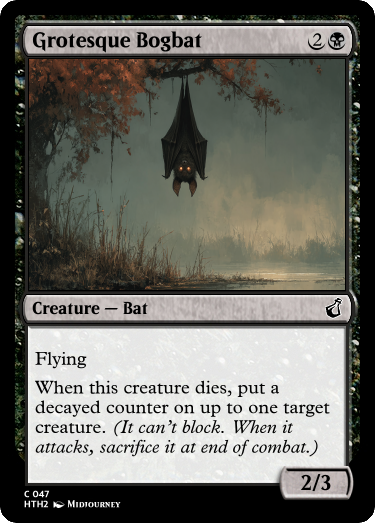 Grotesque Bogbat 2
Creature — Bat
Flying
When this creature dies, put a
decayed counter on up to one target
creature. (It can't block. When it
attacks, sacrifice it at end of combat.)
2/3
C 047
HTH2 Midjourney